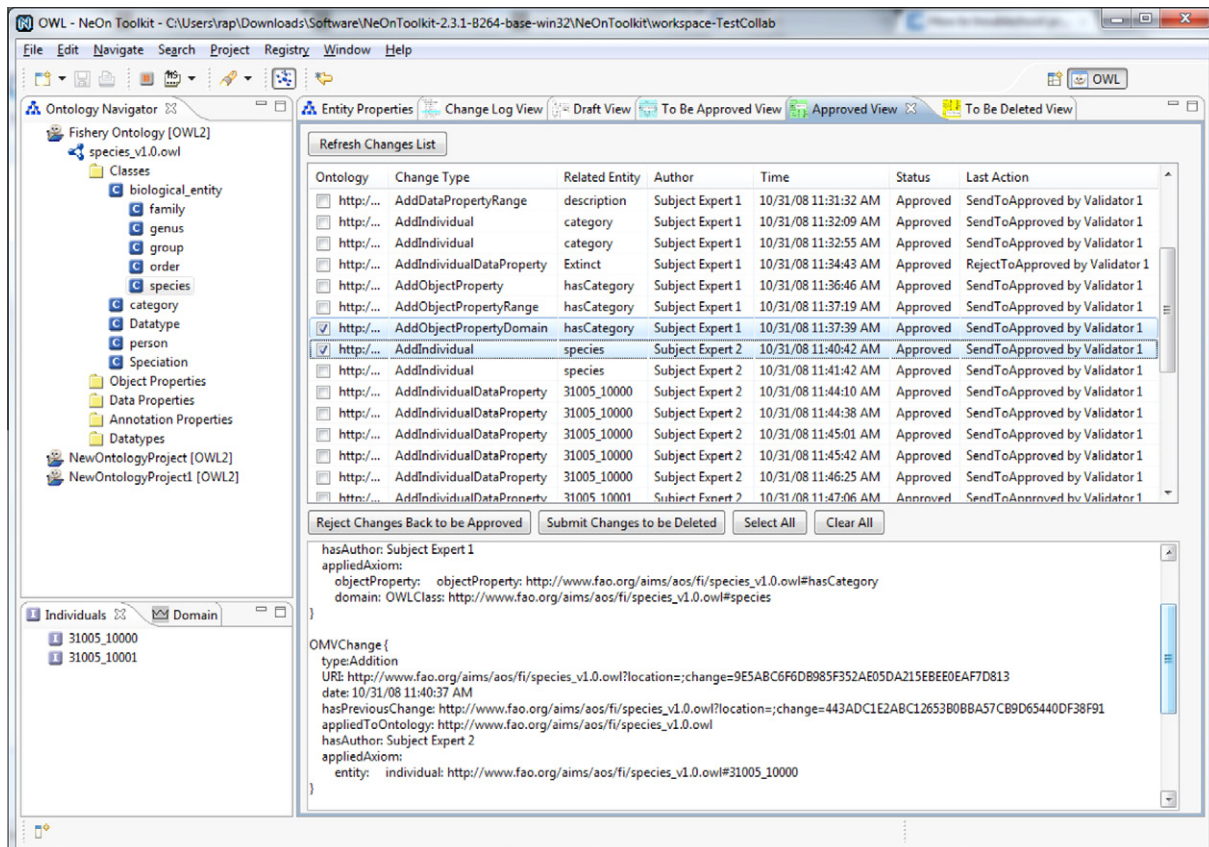 OWL - NeOn Toolkit - C:\Users\rap\Downloads\Software\NeOnToolkit-2.3.1-B264-base-win32\NeOnToolkit\workspace-TestCollab
File Edit Navigate Search Project Registry Window Help
OWL
Ontology Navigator
Fishery Ontology [OWL2]
species_v1.0.owl
Classes
biological_entity
family
genus
group
order
species
category
Datatype
person
Speciation
Object Properties
Data Properties
Annotation Properties
Datatypes
NewOntologyProject [OWL2]
NewOntologyProject1 [OWL2]
Individuals Domain
31005_10000
31005_10001
Entity Properties Change Log View Draft View To Be Approved View Approved View To Be Deleted View
Refresh Changes List
Ontology Change Type Related Entity Author Time Status Last Action
http:/... AddDataPropertyRange description Subject Expert 1 10/31/08 11:31:32 AM Approved SendToApproved by Validator 1
http:/... AddIndividual category Subject Expert 1 10/31/08 11:32:09 AM Approved SendToApproved by Validator 1
http:/... AddIndividual category Subject Expert 1 10/31/08 11:32:55 AM Approved SendToApproved by Validator 1
http:/... AddIndividualDataProperty Extinct Subject Expert 1 10/31/08 11:34:43 AM Approved RejectToApproved by Validator 1
http:/... AddObjectProperty hasCategory Subject Expert 1 10/31/08 11:36:46 AM Approved SendToApproved by Validator 1
http:/... AddObjectPropertyRange hasCategory Subject Expert 1 10/31/08 11:37:19 AM Approved SendToApproved by Validator 1
http:/... AddObjectPropertyDomain hasCategory Subject Expert 1 10/31/08 11:37:39 AM Approved SendToApproved by Validator 1
http:/... AddIndividual species Subject Expert 2 10/31/08 11:40:42 AM Approved SendToApproved by Validator 1
http:/... AddIndividual species Subject Expert 2 10/31/08 11:41:42 AM Approved SendToApproved by Validator 1
http:/... AddIndividualDataProperty 31005_10000 Subject Expert 2 10/31/08 11:44:10 AM Approved SendToApproved by Validator 1
http:/... AddIndividualDataProperty 31005_10000 Subject Expert 2 10/31/08 11:44:38 AM Approved SendToApproved by Validator 1
http:/... AddIndividualDataProperty 31005_10000 Subject Expert 2 10/31/08 11:45:01 AM Approved SendToApproved by Validator 1
http:/... AddIndividualDataProperty 31005_10000 Subject Expert 2 10/31/08 11:45:42 AM Approved SendToApproved by Validator 1
http:/... AddIndividualDataProperty 31005_10000 Subject Expert 2 10/31/08 11:46:25 AM Approved SendToApproved by Validator 1
http:/... AddIndividualDataProperty 31005_10001 Subject Expert 2 10/31/08 11:47:06 AM Approved SendToApproved by Validator 1
Reject Changes Back to be Approved Submit Changes to be Deleted Select All Clear All
hasAuthor: Subject Expert 1
appliedAxiom:
objectProperty: objectProperty: http://www.fao.org/aims/aos/fi/species_v1.0.owl#hasCategory
domain: OWLClass: http://www.fao.org/aims/aos/fi/species_v1.0.owl#species
}
OMVChange {
type:Addition
URI: http://www.fao.org/aims/aos/fi/species_v1.0.owl?location=;change=9E5ABC6F6DB985F352AE05DA215EBEE0EAF7D813
date: 10/31/08 11:40:37 AM
hasPreviousChange: http://www.fao.org/aims/aos/fi/species_v1.0.owl?location=;change=443ADC1E2ABC12653B0BBA57CB9D65440DF38F91
appliedToOntology: http://www.fao.org/aims/aos/fi/species_v1.0.owl
hasAuthor: Subject Expert 2
appliedAxiom:
entity: individual: http://www.fao.org/aims/aos/fi/species_v1.0.owl#31005_10000
}